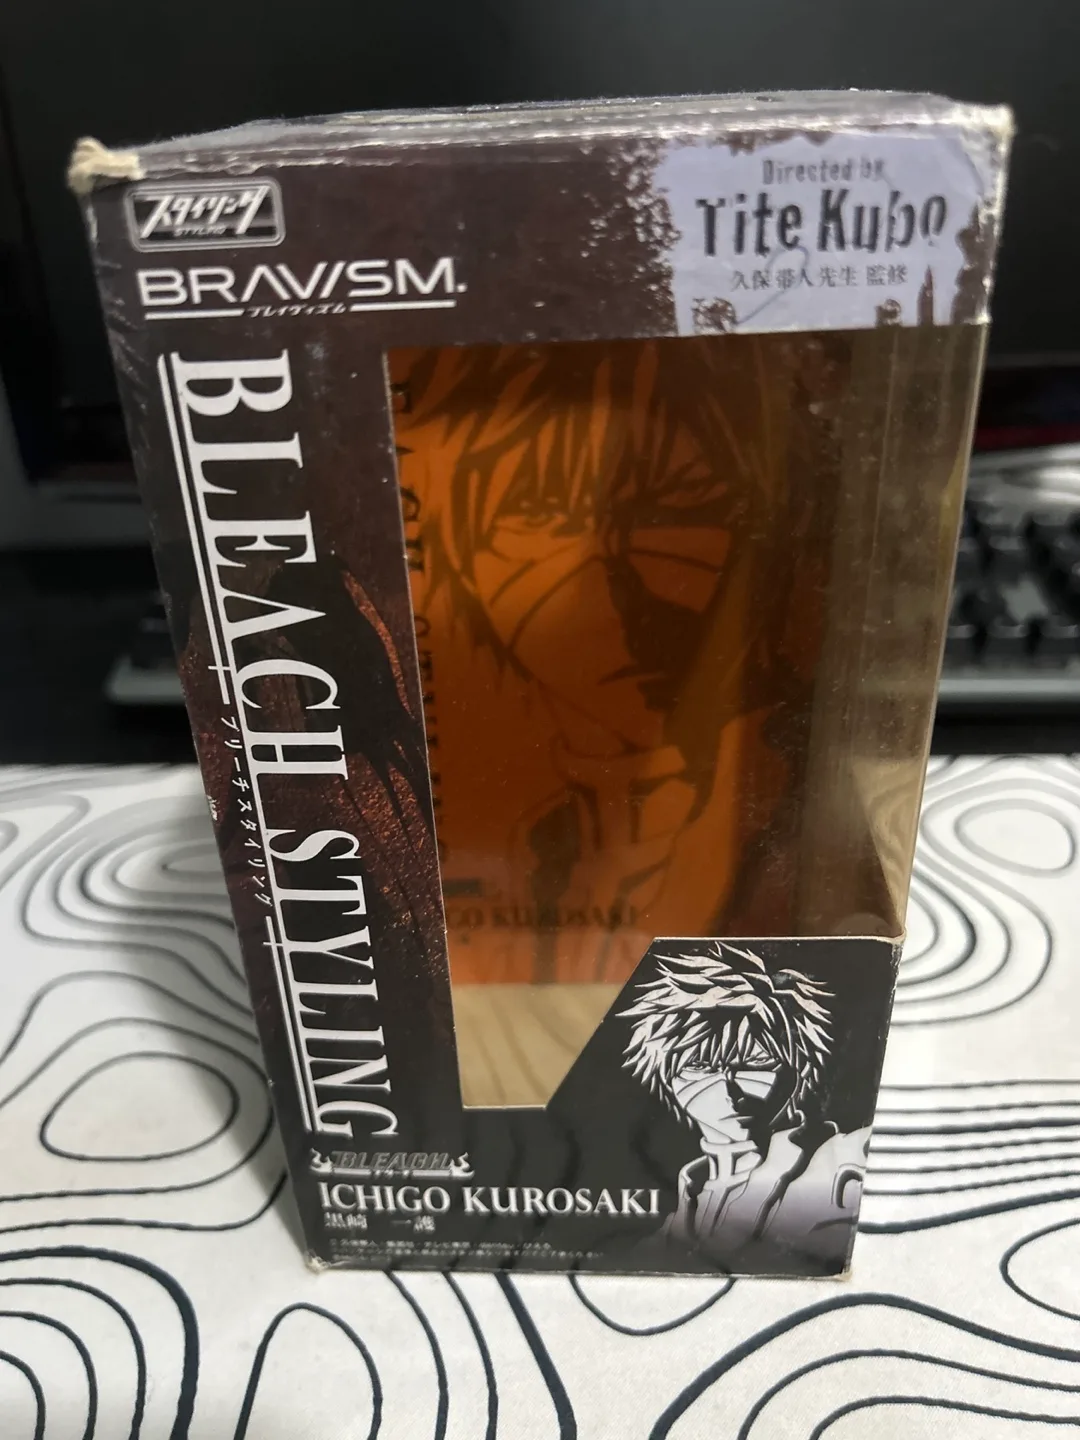 スタイリング
STYLING
Directed by
Tite Kubo
久保帯人先生 監修
BRAVISM.
ブレイヴィズム
BLEACH STYLING
ブリーチスタイリング
ICHIGO KUROSAKI
BLEACH
ICHIGO KUROSAKI
黒崎 一護